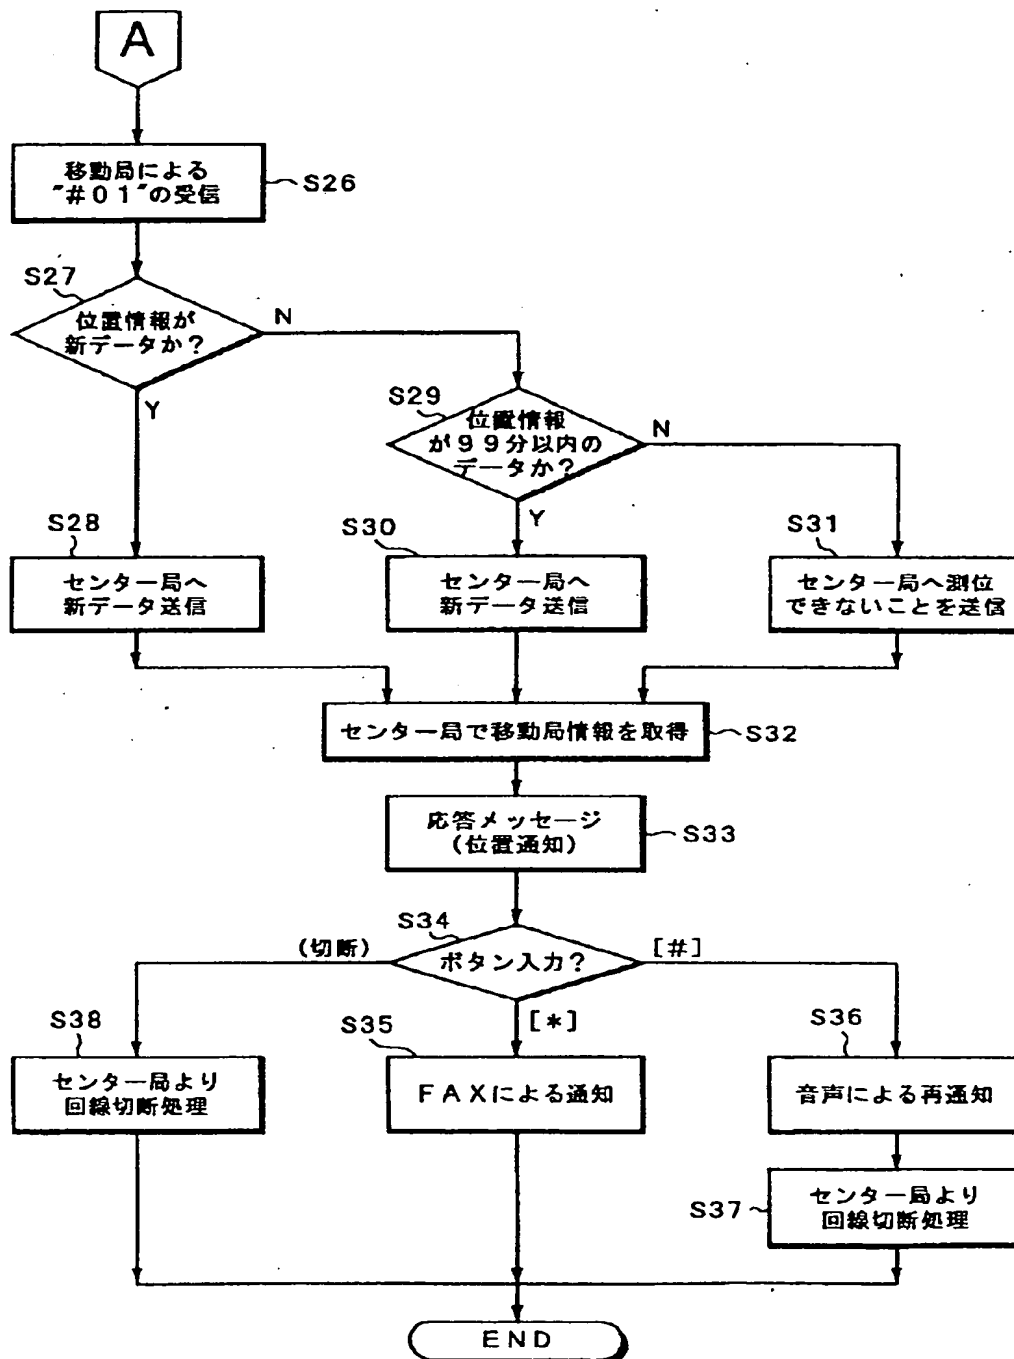 A
移動局による
"#01"の受信
S26
S27
位置情報が
新データか?
N
Y
S29
位置情報
が99分以内の
データか?
N
Y
S28
センター局へ
新データ送信
S30
センター局へ
新データ送信
S31
センター局へ測位
できないことを送信
センター局で移動局情報を取得
S32
応答メッセージ
(位置通知)
S33
S34
ボタン入力?
(切断)
[#]
[*]
S38
センター局より
回線切断処理
S35
FAXによる通知
S36
音声による再通知
S37
センター局より
回線切断処理
END